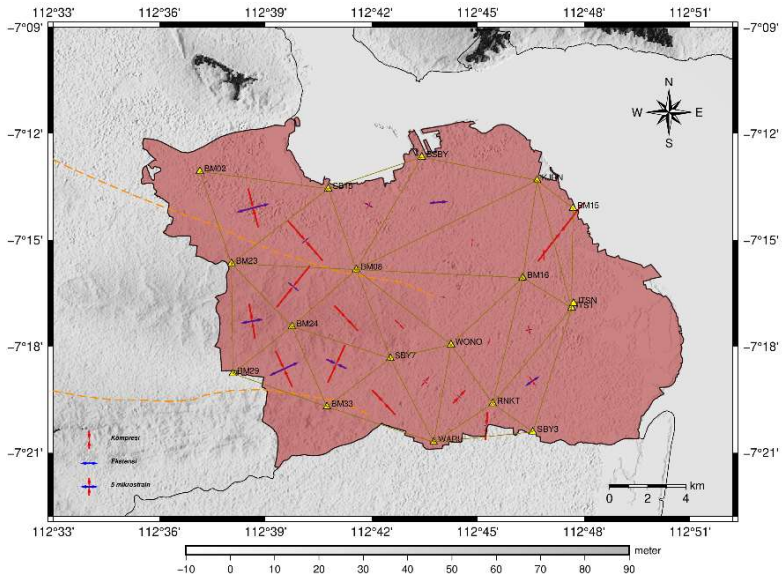 112°33' 112°36' 112°39' 112°42' 112°45' 112°48' 112°51'
-7°09' -7°09'
N
W E
S
-7°12' -7°12'
BSBY
BM02
SB15
BM15
-7°15' -7°15'
BM23
BM08
BM16
ITSN
ITS1
BM24
-7°18' WONO -7°18'
SBY7
BM29
BM33
RNKT
SBY3
WARU
-7°21' -7°21'
Kompresi
Ekstensi
5 mikrostrain
km
0 2 4
112°33' 112°36' 112°39' 112°42' 112°45' 112°48' 112°51'
meter
-10 0 10 20 30 40 50 60 70 80 90